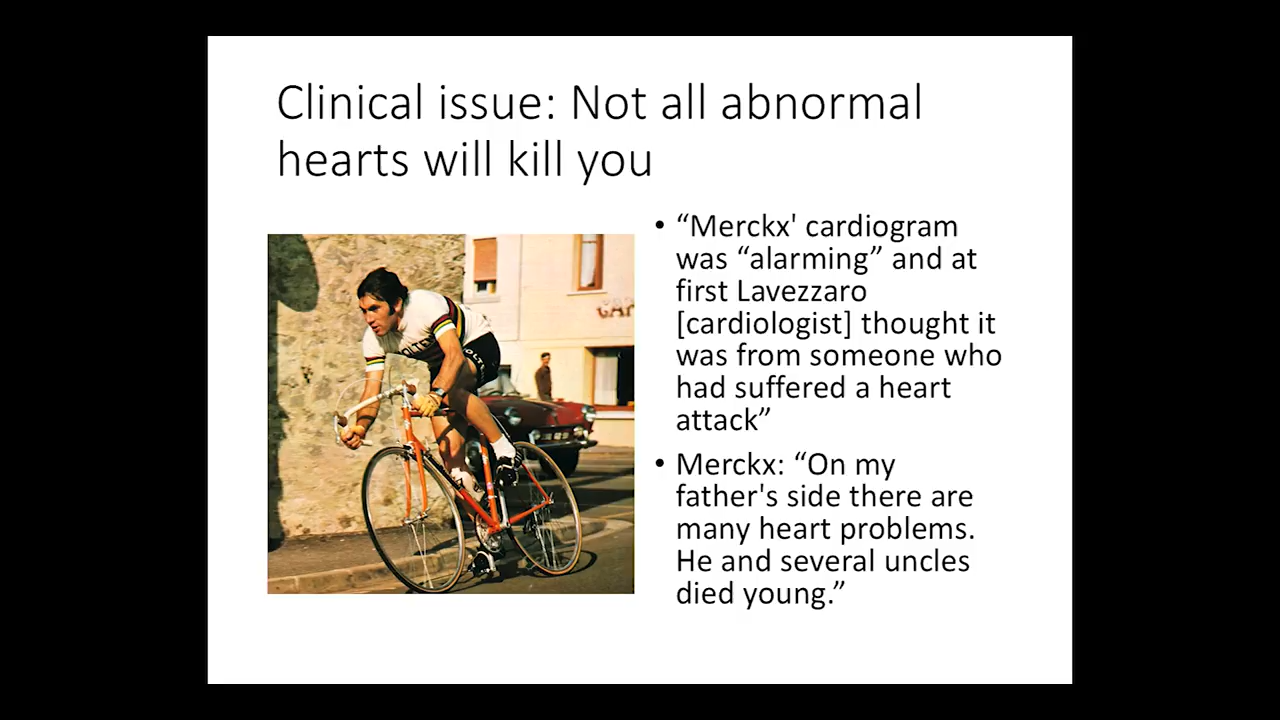 Clinical issue: Not all abnormal
hearts will kill you
• “Merckx' cardiogram
was “alarming” and at
first Lavezzaro
[cardiologist] thought it
was from someone who
had suffered a heart
attack”
• Merckx: “On my
father's side there are
many heart problems.
He and several uncles
died young.”